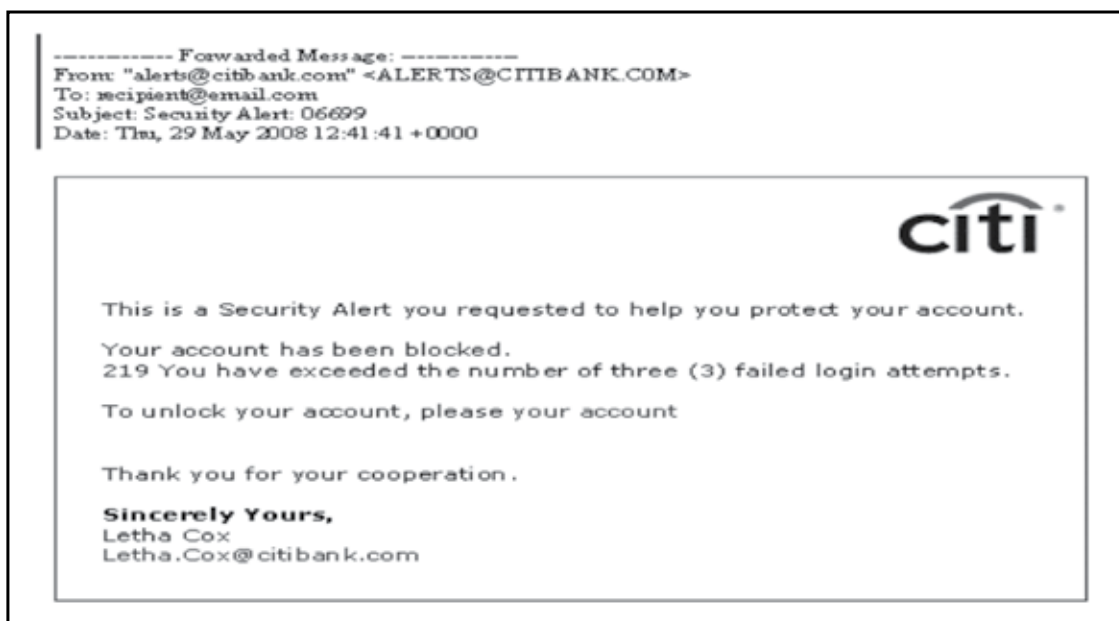 --------------- Forwarded Message: ---------------
From: "alerts@citibank.com" <ALERTS@CITIBANK.COM>
To: recipient@email.com
Subject: Security Alert: 06699
Date: Thu, 29 May 2008 12:41:41 +0000
citi
This is a Security Alert you requested to help you protect your account.
Your account has been blocked.
219 You have exceeded the number of three (3) failed login attempts.
To unlock your account, please your account
Thank you for your cooperation.
Sincerely Yours,
Letha Cox
Letha.Cox@citibank.com